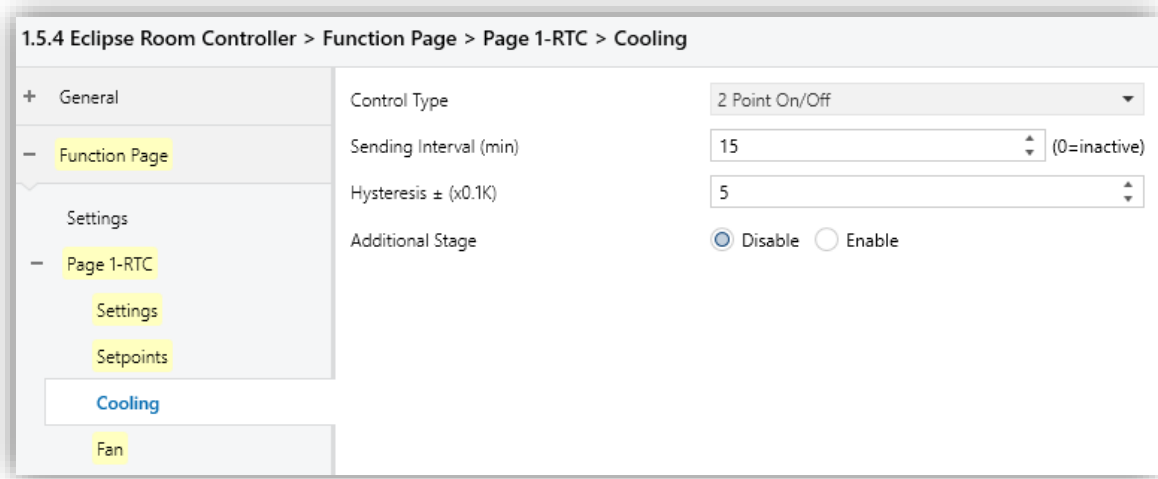 1.5.4 Eclipse Room Controller > Function Page > Page 1-RTC > Cooling
+ General
− Function Page
Settings
− Page 1-RTC
Settings
Setpoints
Cooling
Fan
Control Type 2 Point On/Off
Sending Interval (min) 15 (0=inactive)
Hysteresis ± (x0.1K) 5
Additional Stage Disable Enable